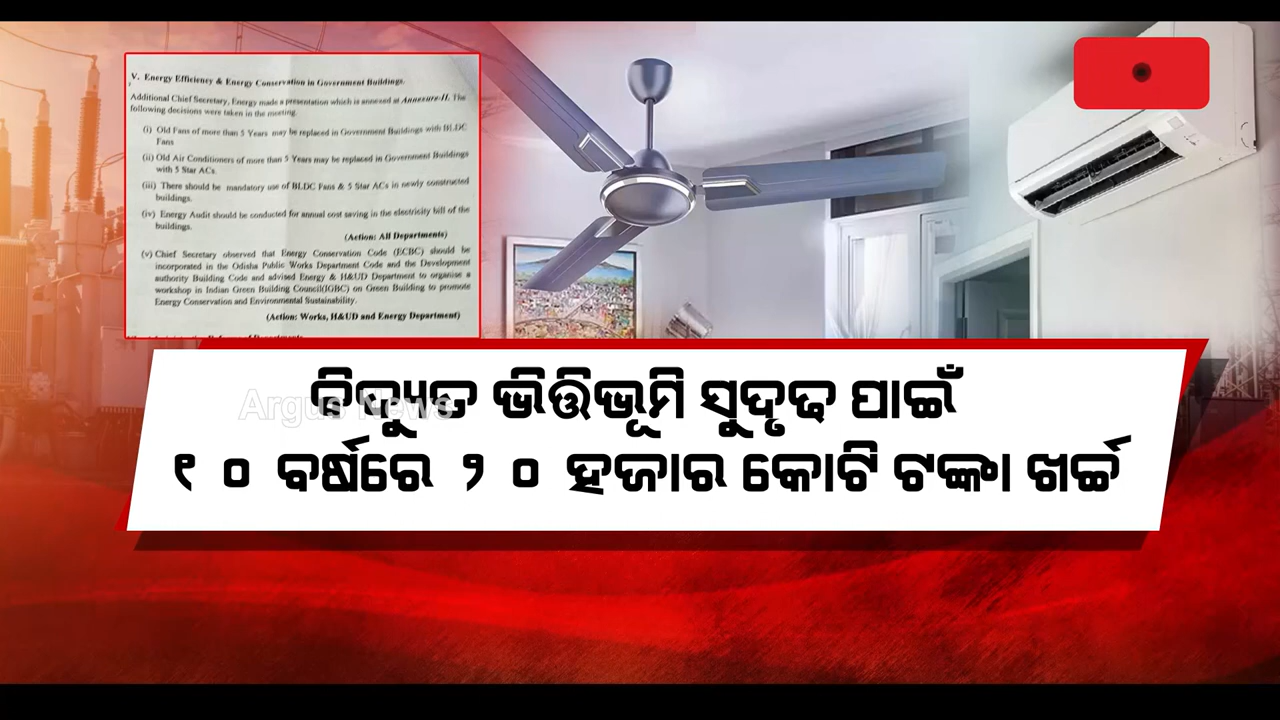 V. Energy Efficiency & Energy Conservation in Government Buildings.
Additional Chief Secretary, Energy made a presentation which is annexed at Annexure-II. The
following decisions were taken in the meeting.
(i) Old Fans of more than 5 Years may be replaced in Government Buildings with BLDC
Fans
(ii) Old Air Conditioners of more than 5 Years may be replaced in Government Buildings
with 5 Star ACs.
(iii) There should be mandatory use of BLDC Fans & 5 Star ACs in newly constructed
buildings.
(iv) Energy Audit should be conducted for annual cost saving in the electricity bill of the
buildings.
(Action: All Departments)
(v) Chief Secretary observed that Energy Conservation Code (ECBC) should be
incorporated in the Odisha Public Works Department Code and the Development
authority Building Code and advised Energy & H&UD Department to organise a
workshop in Indian Green Building Council(IGBC) on Green Building to promote
Energy Conservation and Environmental Sustainability.
(Action: Works, H&UD and Energy Department)
ବିଦ୍ୟୁତ ଭିତ୍ତିଭୂମି ସୁଦୃଢ ପାଇଁ
Argus News
୧୦ ବର୍ଷରେ ୨୦ ହଜାର କୋଟି ଟଙ୍କା ଖର୍ଚ୍ଚ